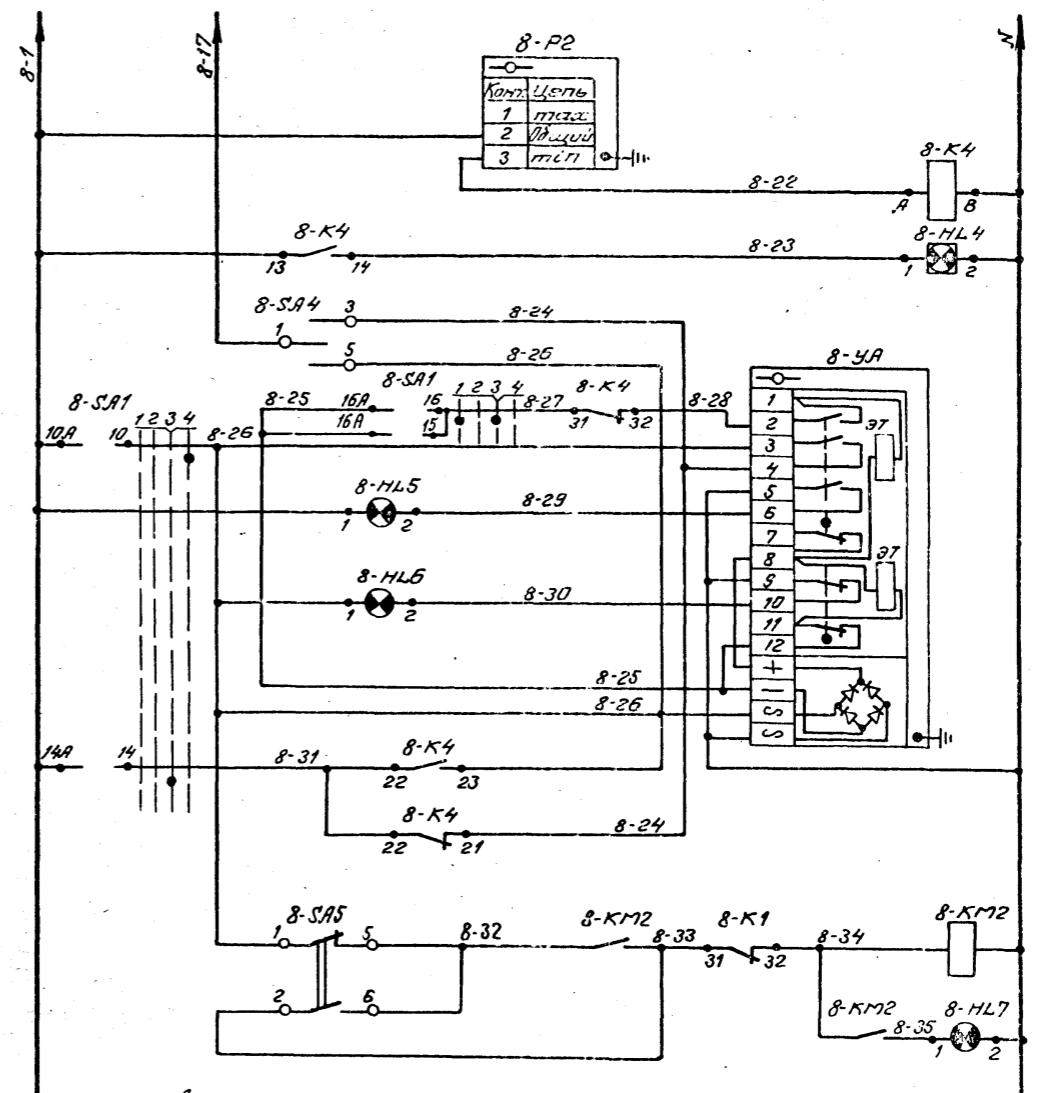 8-1
8-17
N
8-P2
Конт. Цепь
1 max
2 Общий
3 min
8-K4
8-22
A B
8-K4
13 14
8-23
8-HL4
1 2
8-SA4
1
3
8-24
5
8-26
8-YA
8-SA1
10A 10
1 2 3 4
8-26
8-25
16A
16A
8-SA1
16
15
1 2 3 4
8-27
8-K4
31 32
8-28
1
2
3
4
5
6
7
8
9
10
11
12
+
—
S
S
ЭТ
ЭТ
8-HL5
1 2
8-29
8-HL6
1 2
8-30
8-25
8-26
14A 14
8-31
8-K4
22 23
8-K4
22 21
8-24
8-SA5
1 5
2 6
8-32
8-KM2
8-33
8-K1
31 32
8-34
8-KM2
8-KM2
8-35
8-HL7
1 2